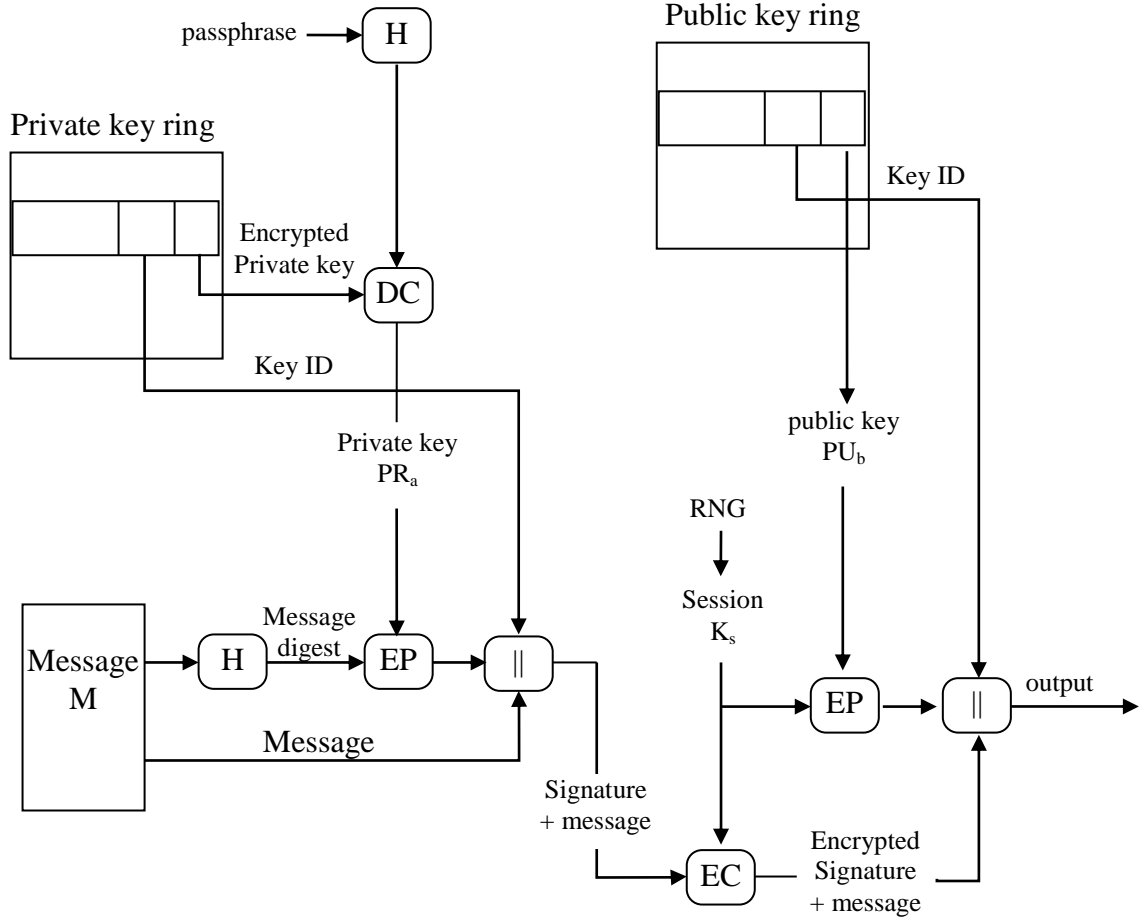 Public key ring
passphrase
H
Private key ring
Key ID
Encrypted
Private key
DC
Key ID
Private key
PRₐ
public key
PU_b
RNG
Session
Kₛ
Message
M
H
Message
digest
EP
||
Message
EP
||
output
Signature
+ message
EC
Encrypted
Signature
+ message